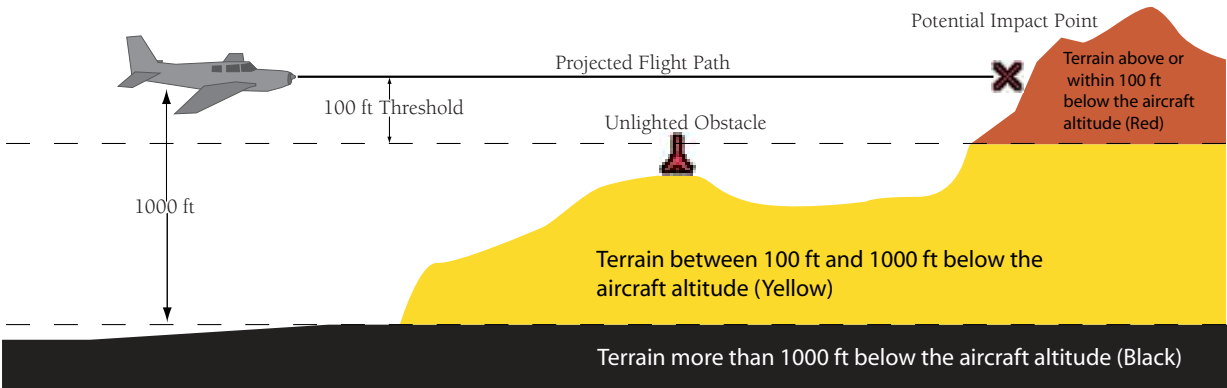 Potential Impact Point
Projected Flight Path
Terrain above or
within 100 ft
below the aircraft
altitude (Red)
100 ft Threshold
Unlighted Obstacle
1000 ft
Terrain between 100 ft and 1000 ft below the
aircraft altitude (Yellow)
Terrain more than 1000 ft below the aircraft altitude (Black)